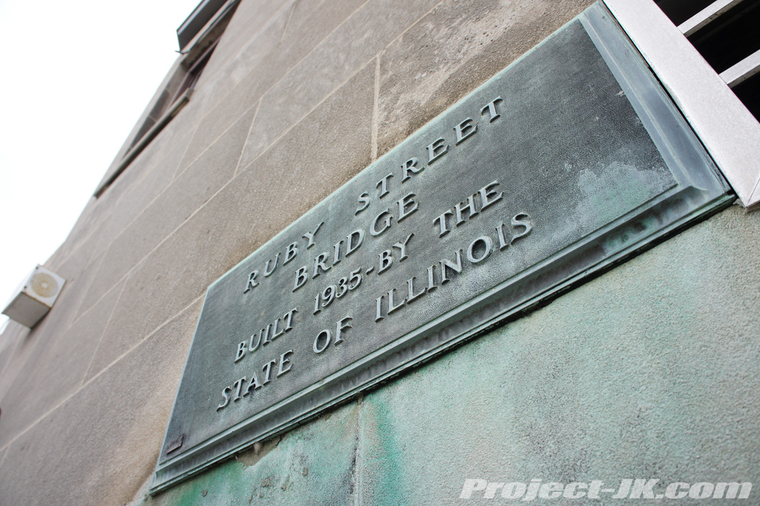 RUBY STREET
BRIDGE
BUILT 1935-BY THE
STATE OF ILLINOIS
Project-JK.com